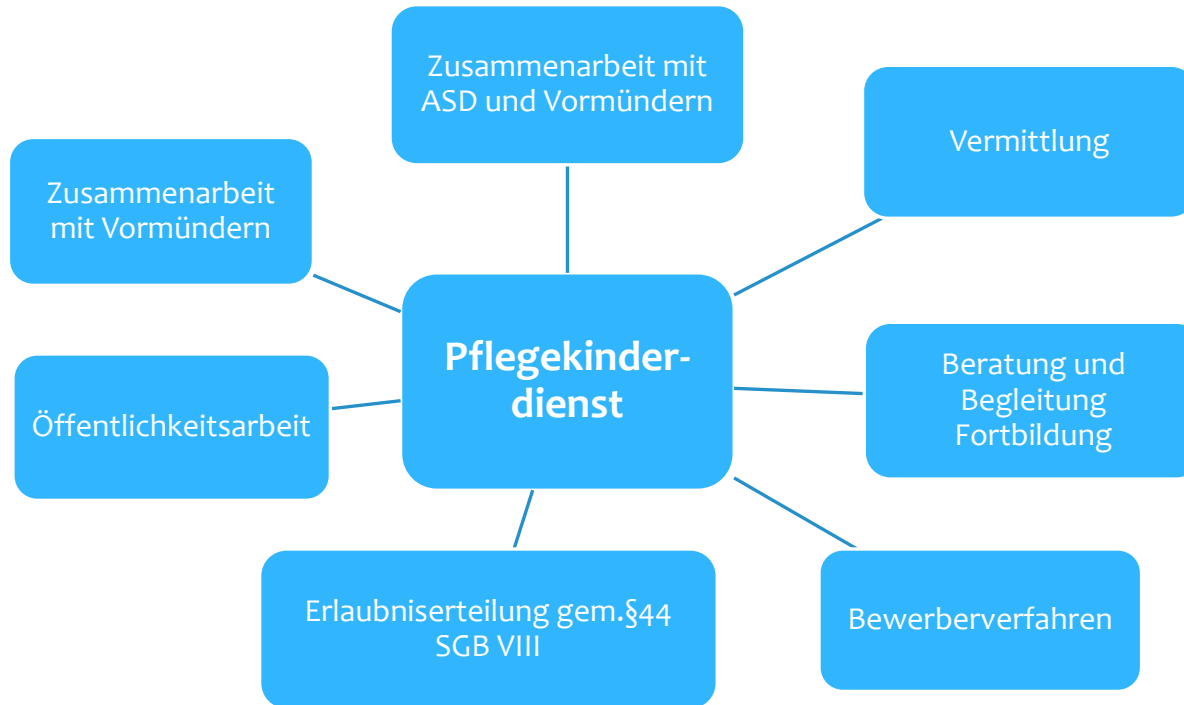 Zusammenarbeit mit
ASD und Vormündern
Vermittlung
Zusammenarbeit
mit Vormündern
Pflegekinder-
dienst
Beratung und
Begleitung
Fortbildung
Öffentlichkeitsarbeit
Erlaubniserteilung gem.§44
SGB VIII
Bewerberverfahren